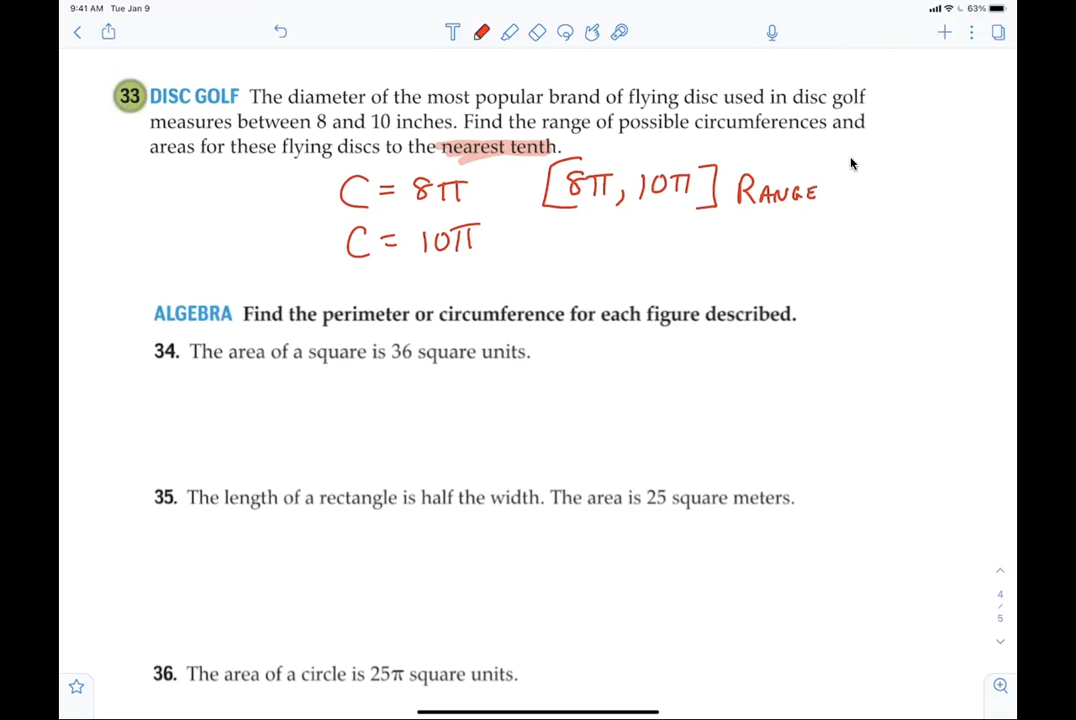 9:41 AM Tue Jan 9
63%
T
33 DISC GOLF The diameter of the most popular brand of flying disc used in disc golf
measures between 8 and 10 inches. Find the range of possible circumferences and
areas for these flying discs to the nearest tenth.
C = 8π [8π, 10π] RANGE
C = 10π
ALGEBRA Find the perimeter or circumference for each figure described.
34. The area of a square is 36 square units.
35. The length of a rectangle is half the width. The area is 25 square meters.
4
/
5
36. The area of a circle is 25π square units.